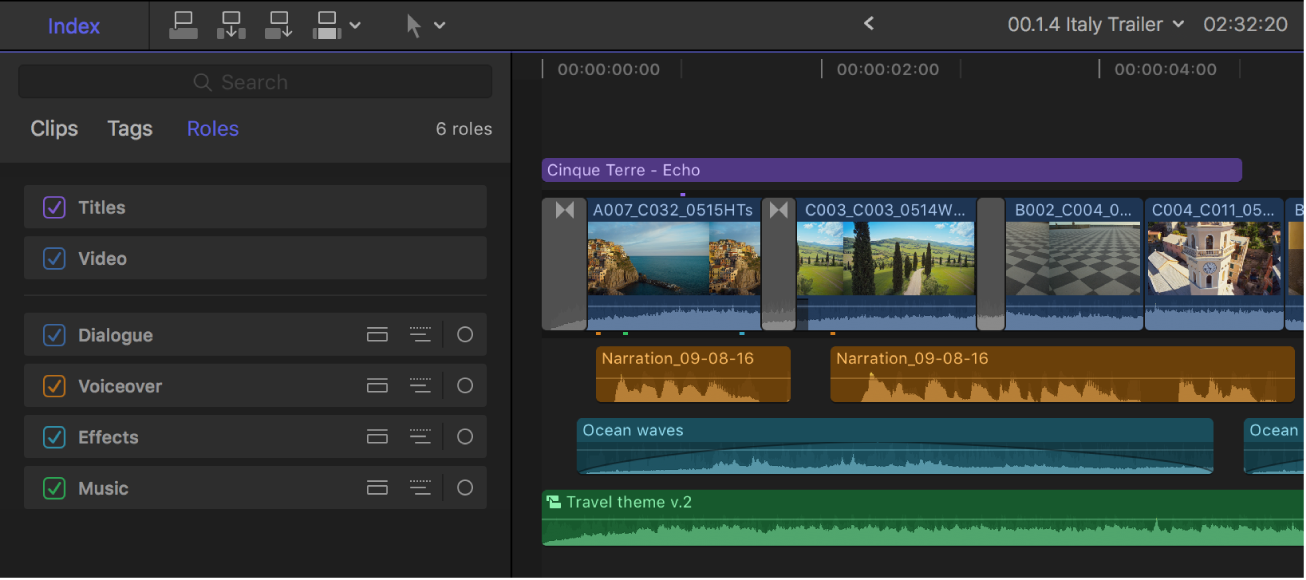 Index
00.1.4 Italy Trailer 02:32:20
Search
Clips Tags Roles 6 roles
00:00:00:00 00:00:02:00 00:00:04:00
Titles
Video
Dialogue
Voiceover
Effects
Music
Cinque Terre - Echo
A007_C032_0515HTs C003_C003_0514W... B002_C004_0... C004_C011_05... B
Narration_09-08-16 Narration_09-08-16
Ocean waves Ocean
Travel theme v.2